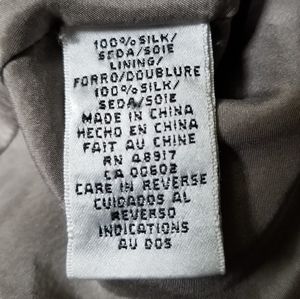 100% SILK/
SEDA/SOIE
LINING/
FORRO/DOUBLURE
100% SILK/
SEDA/SOIE
MADE IN CHINA
HECHO EN CHINA
FAIT AU CHINE
RN 48917
CA 00602
CARE IN REVERSE
CUIDADOS AL
REVERSO
INDICATIONS
AU DOS